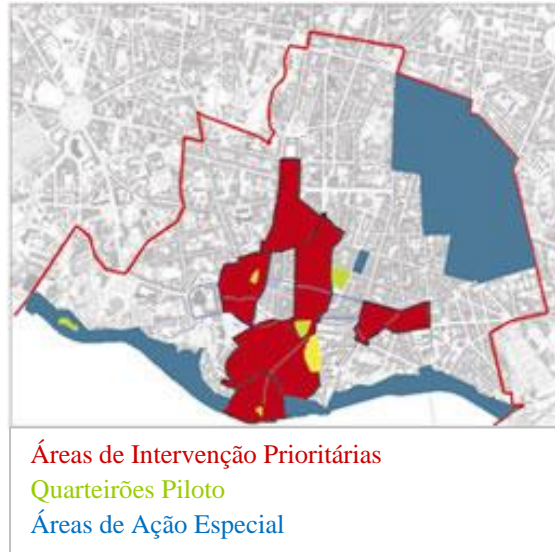 Áreas de Intervenção Prioritárias
Quarteirões Piloto
Áreas de Ação Especial